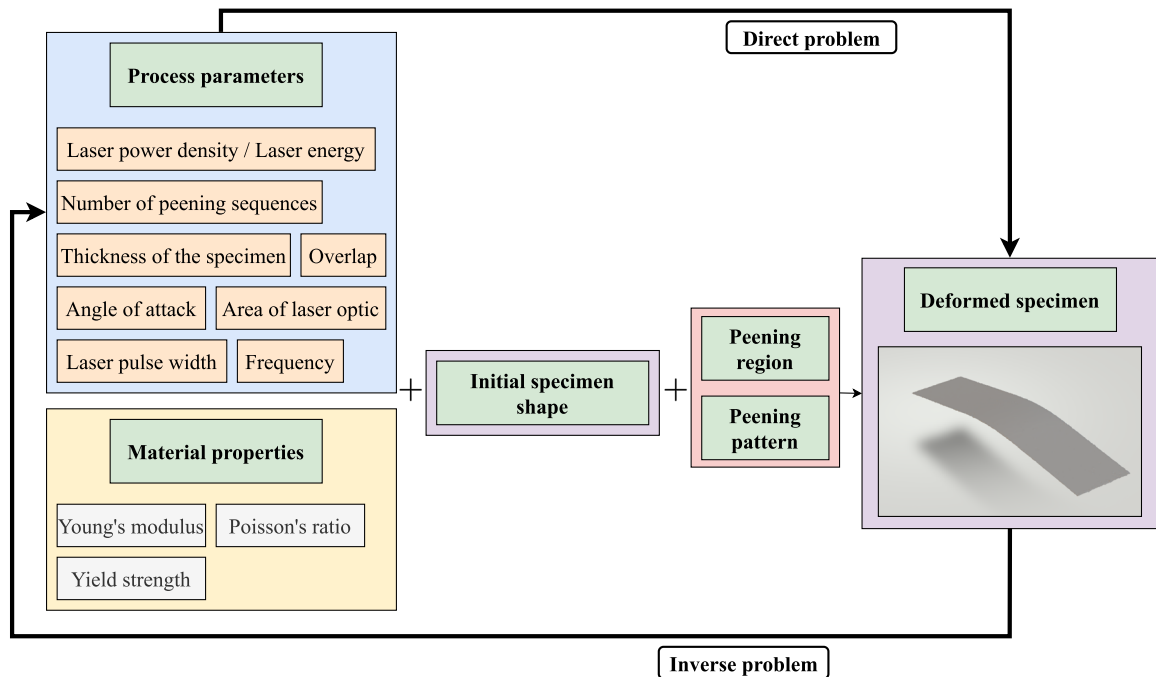 Direct problem
Process parameters
Laser power density / Laser energy
Number of peening sequences
Thickness of the specimen
Overlap
Angle of attack
Area of laser optic
Laser pulse width
Frequency
Material properties
Young's modulus
Poisson's ratio
Yield strength
+
Initial specimen
shape
+
Peening
region
Peening
pattern
Deformed specimen
Inverse problem